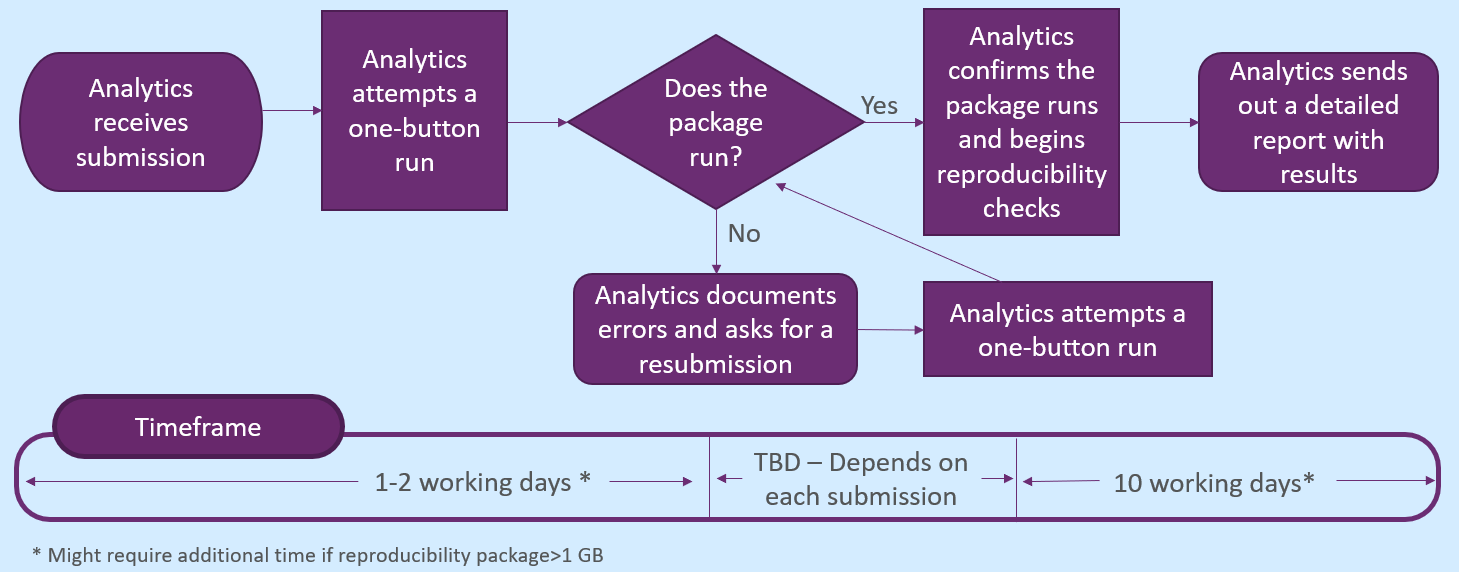 Analytics
receives
submission
Analytics
attempts a
one-button
run
Does the
package
run?
Yes
Analytics
confirms the
package runs
and begins
reproducibility
checks
Analytics sends
out a detailed
report with
results
No
Analytics documents
errors and asks for a
resubmission
Analytics attempts a
one-button run
Timeframe
1-2 working days *
TBD – Depends on
each submission
10 working days*
* Might require additional time if reproducibility package>1 GB